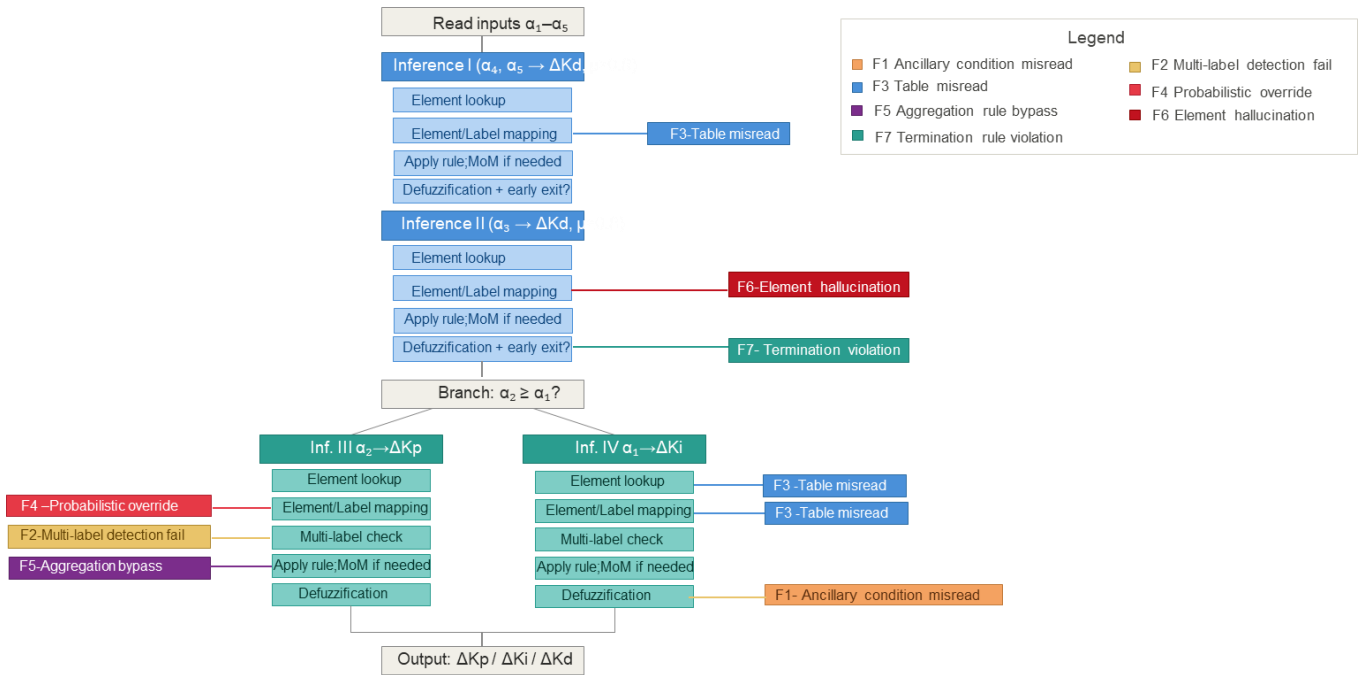 Read inputs α₁–α₅
Inference I (α₄, α₅ → ΔKd,
Element lookup
Element/Label mapping
F3-Table misread
Apply rule;MoM if needed
Defuzzification + early exit?
Inference II (α₃ → ΔKd, μ
Element lookup
Element/Label mapping
F6-Element hallucination
Apply rule;MoM if needed
Defuzzification + early exit?
F7- Termination violation
Branch: α₂ ≥ α₁?
Inf. III α₂→ΔKp
Element lookup
F4 –Probabilistic override
Element/Label mapping
F2-Multi-label detection fail
Multi-label check
F5-Aggregation bypass
Apply rule;MoM if needed
Defuzzification
Inf. IV α₁→ΔKi
Element lookup
F3 -Table misread
Element/Label mapping
F3 -Table misread
Multi-label check
Apply rule;MoM if needed
Defuzzification
F1- Ancillary condition misread
Output: ΔKp / ΔKi / ΔKd
Legend
F1 Ancillary condition misread
F2 Multi-label detection fail
F3 Table misread
F4 Probabilistic override
F5 Aggregation rule bypass
F6 Element hallucination
F7 Termination rule violation